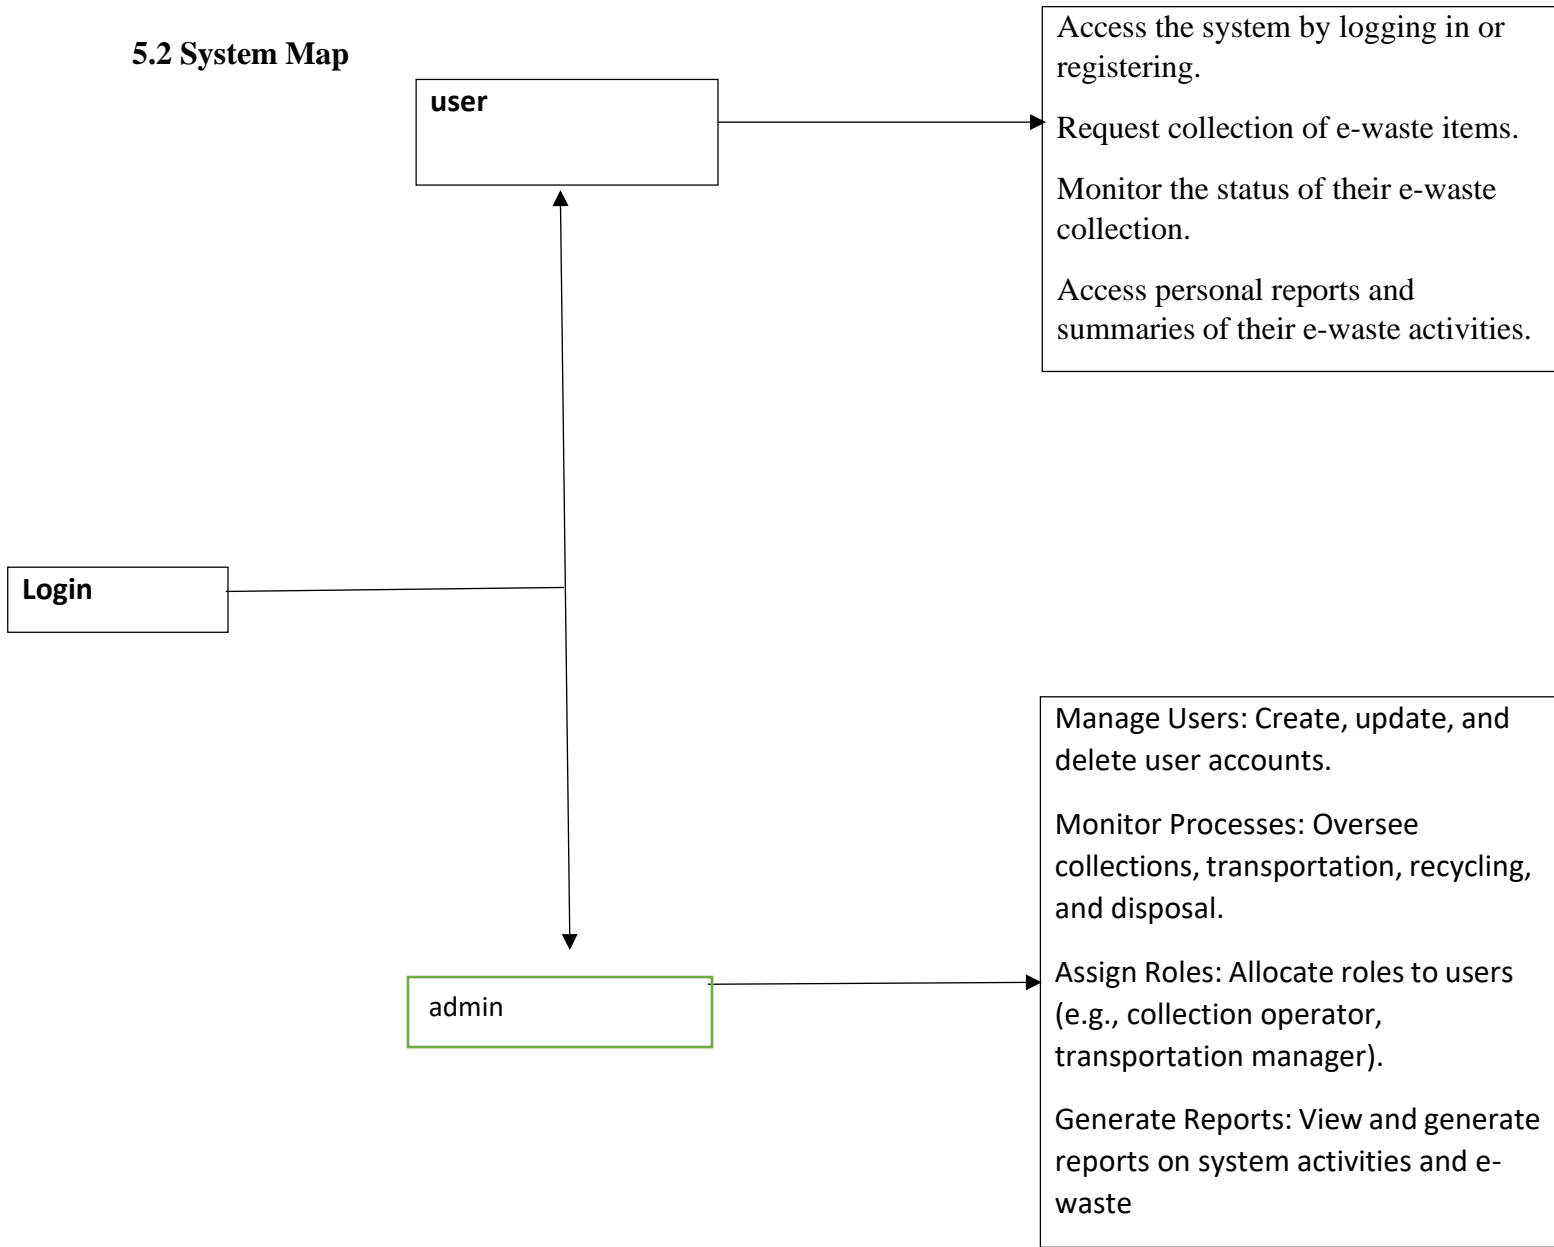 5.2 System Map
user
Access the system by logging in or
registering.
Request collection of e-waste items.
Monitor the status of their e-waste
collection.
Access personal reports and
summaries of their e-waste activities.
Login
admin
Manage Users: Create, update, and
delete user accounts.
Monitor Processes: Oversee
collections, transportation, recycling,
and disposal.
Assign Roles: Allocate roles to users
(e.g., collection operator,
transportation manager).
Generate Reports: View and generate
reports on system activities and e-
waste